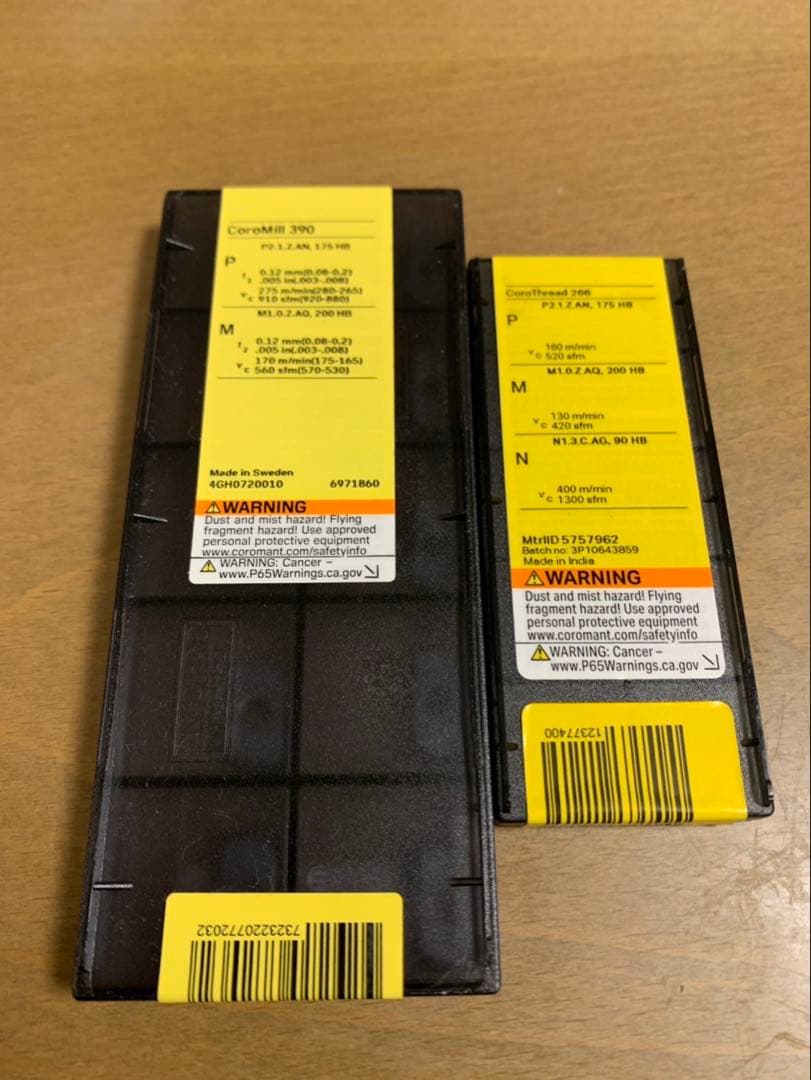 CoroMill 390
P2.1.Z.AN, 175 HB
P
fz 0.12 mm(0.08-0.2)
.005 in(.003-.008)
vc 275 m/min(280-265)
910 sfm(920-880)
M1.0.Z.AQ, 200 HB
M
fz 0.12 mm(0.08-0.2)
.005 in(.003-.008)
vc 170 m/min(175-165)
560 sfm(570-530)
Made in Sweden
4GH0720010 6971860
WARNING
Dust and mist hazard! Flying
fragment hazard! Use approved
personal protective equipment
www.coromant.com/safetyinfo
WARNING: Cancer –
www.P65Warnings.ca.gov
7323220772032
CoroThread 266
P2.1.Z.AN, 175 HB
P
vc 160 m/min
520 sfm
M1.0.Z.AQ, 200 HB
M
vc 130 m/min
420 sfm
N1.3.C.AG, 90 HB
N
vc 400 m/min
1300 sfm
MtrlID 5757962
Batch no: 3P10643859
Made in India
WARNING
Dust and mist hazard! Flying
fragment hazard! Use approved
personal protective equipment
www.coromant.com/safetyinfo
WARNING: Cancer –
www.P65Warnings.ca.gov
12377400